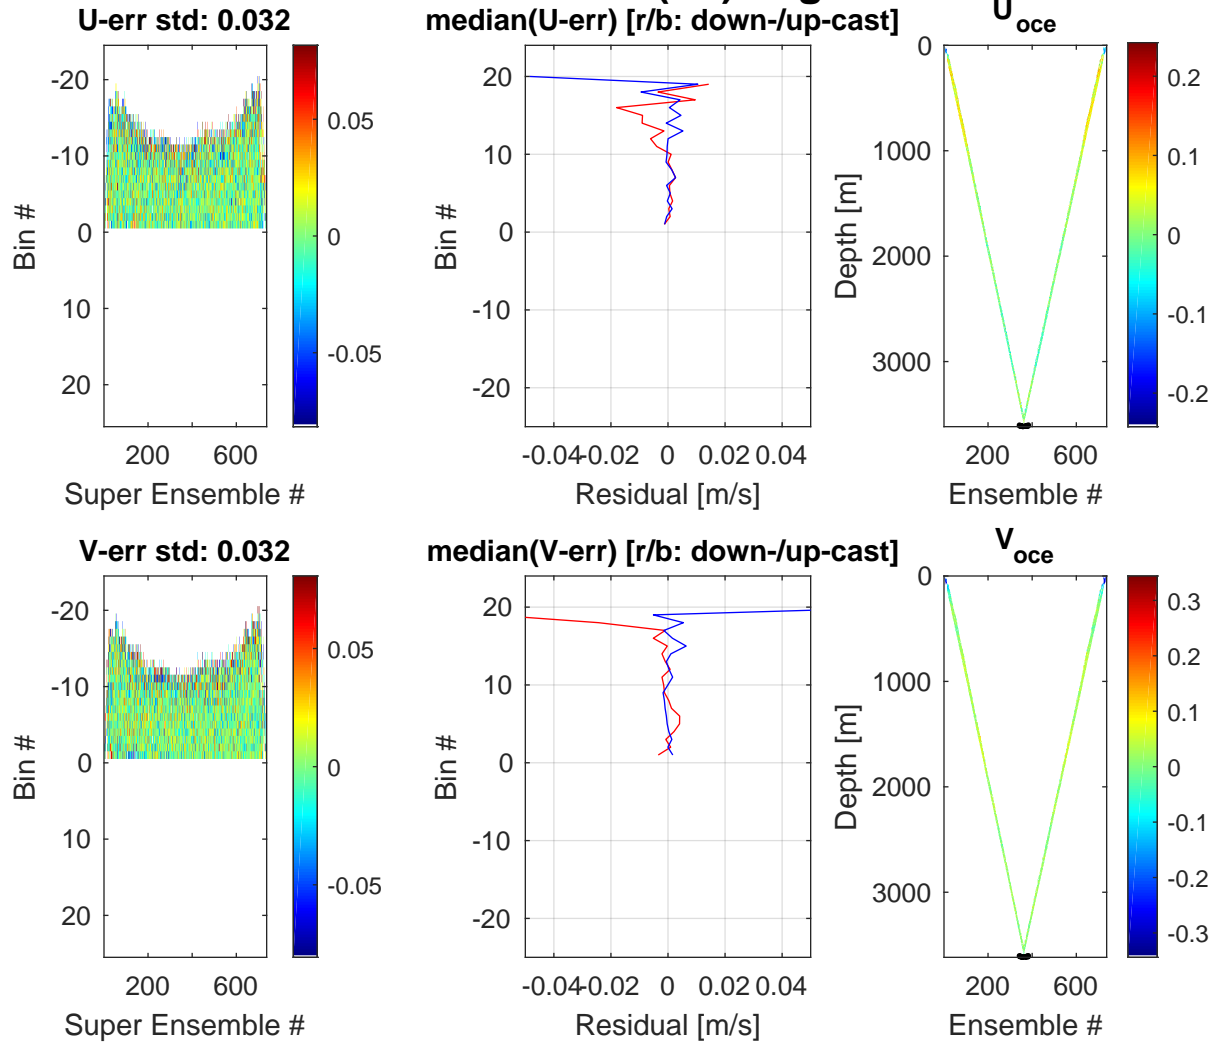 U-err std: 0.032
-20
-10
0
10
20
200 600
Super Ensemble #
Bin #
0.05
0
-0.05
median(U-err) [r/b: down-/up-cast]
20
10
0
-10
-20
-0.04 -0.02 0 0.02 0.04
Residual [m/s]
Bin #
U_oce
0
1000
2000
3000
200 600
Ensemble #
Depth [m]
0.2
0.1
0
-0.1
-0.2
V-err std: 0.032
-20
-10
0
10
20
200 600
Super Ensemble #
Bin #
0.05
0
-0.05
median(V-err) [r/b: down-/up-cast]
20
10
0
-10
-20
-0.04 -0.02 0 0.02 0.04
Residual [m/s]
Bin #
V_oce
0
1000
2000
3000
200 600
Ensemble #
Depth [m]
0.3
0.2
0.1
0
-0.1
-0.2
-0.3